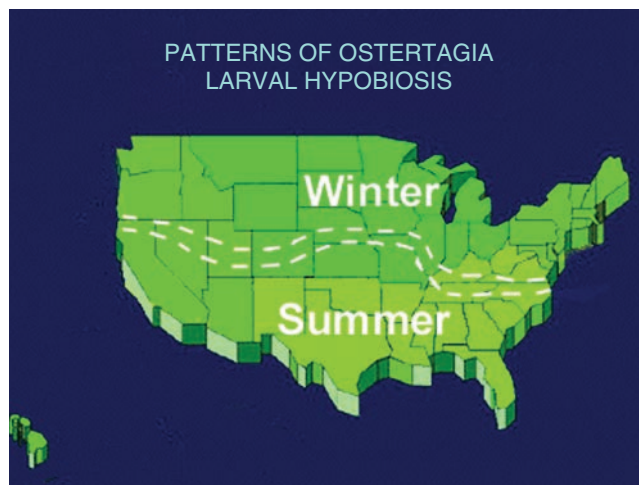 PATTERNS OF OSTERTAGIA
LARVAL HYPOBIOSIS
Winter
Summer